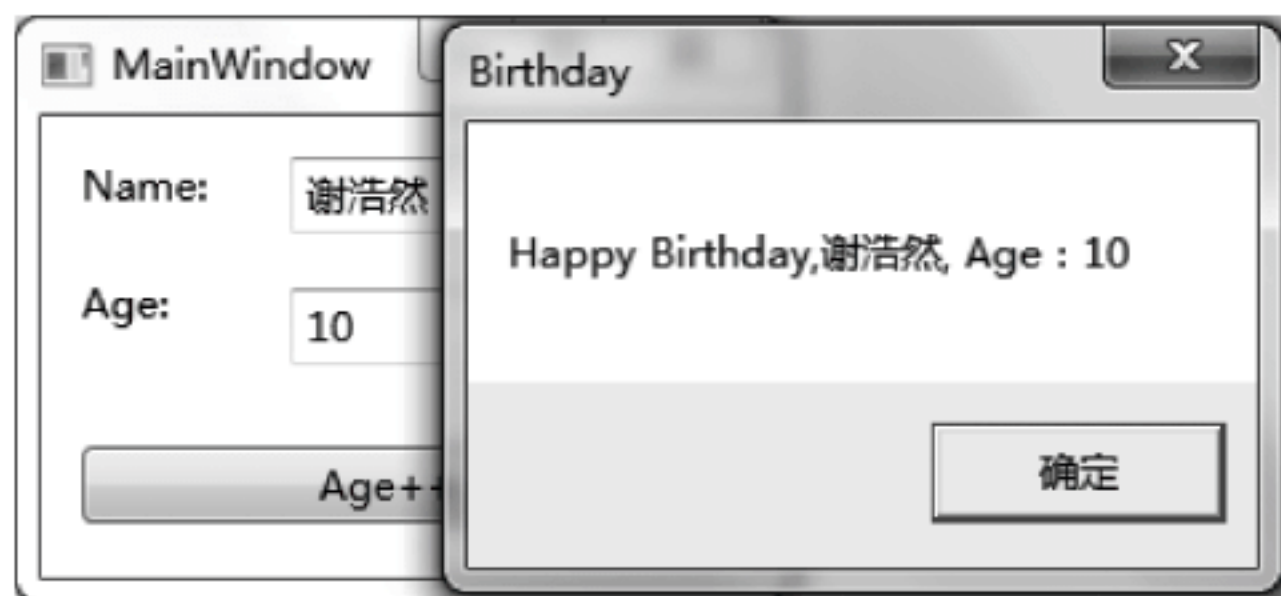 MainWindow
Name:
谢浩然
Age:
10
Age++
Birthday
Happy Birthday,谢浩然, Age : 10
确定